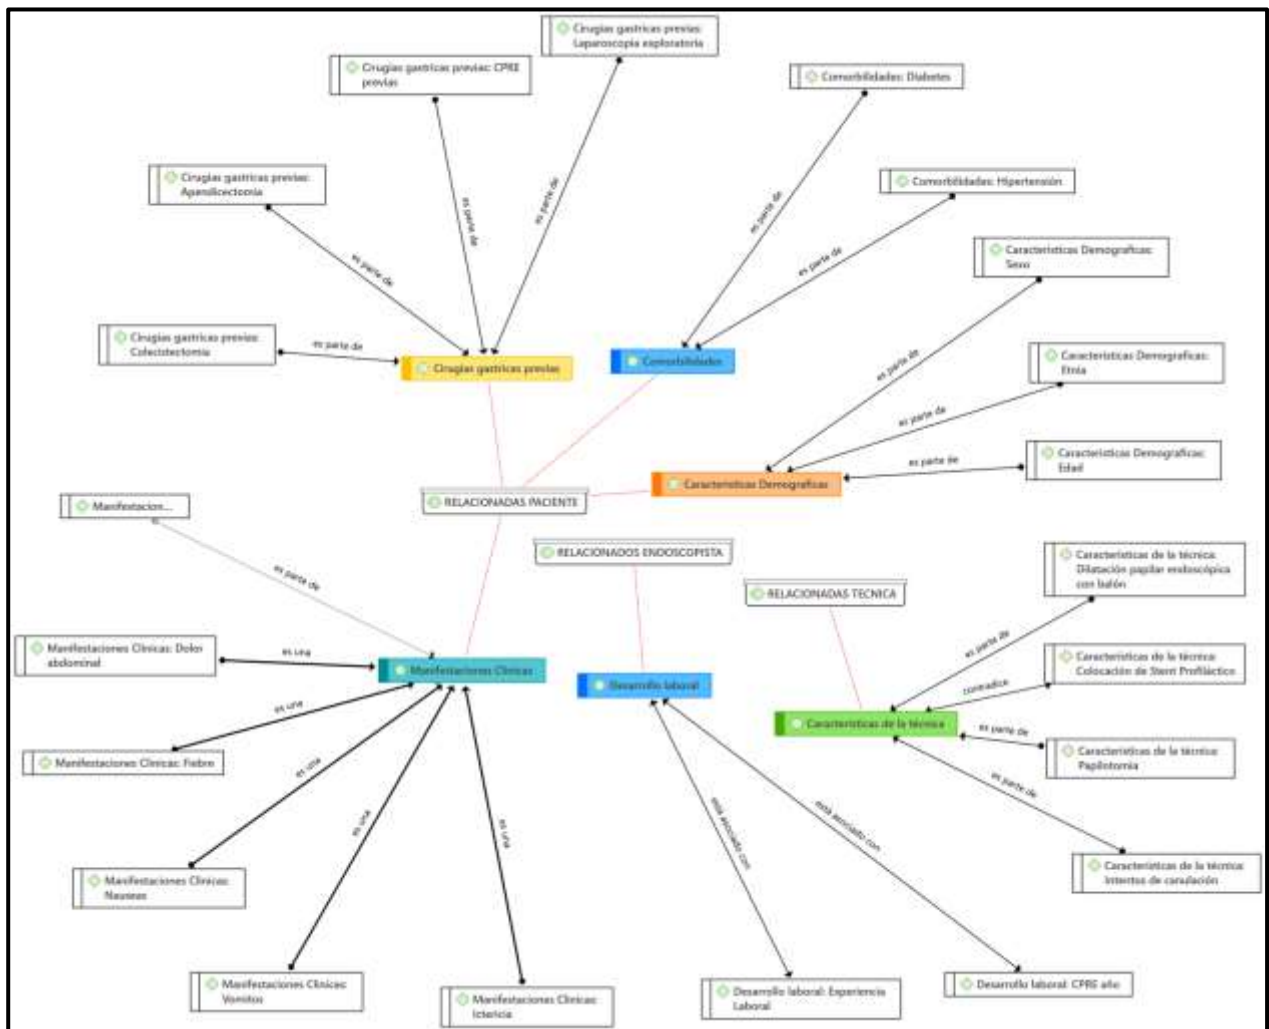 Cirugias gastricas previas:
Laparoscopia exploratoria
Cirugias gastricas previas: CPRE
previas
Comorbilidades: Diabetes
Cirugias gastricas previas:
Apendicectomia
Comorbilidades: Hipertensión
es parte de
es parte de
es parte de
es parte de
es parte de
Caracteristicas Demograficas:
Sexo
Cirugias gastricas previas:
Colecistectomia
es parte de
Cirugias gastricas previas
Comorbilidades
es parte de
Caracteristicas Demograficas:
Etnia
es parte de
Caracteristicas Demograficas:
Edad
es parte de
Caracteristicas Demograficas
RELACIONADAS PACIENTE
Manifestacion...
es parte de
RELACIONADOS ENDOSCOPISTA
RELACIONADAS TECNICA
Características de la técnica:
Dilatación papilar endoscópica
con balón
es parte de
Manifestaciones Clinicas: Dolor
abdominal
es una
Manifestaciones Clinicas
Desarrollo laboral
Características de la técnica:
Colocación de Stent Profiláctico
contradice
Características de la técnica
es parte de
Características de la técnica:
Papilotomia
es una
Manifestaciones Clinicas: Fiebre
es una
es una
es una
es parte de
está asociado con
está asociado con
Manifestaciones Clinicas:
Nauseas
Características de la técnica:
Intentos de canulación
Manifestaciones Clinicas:
Vomitos
Manifestaciones Clinicas:
Ictericia
Desarrollo laboral: Experiencia
Laboral
Desarrollo laboral: CPRE año